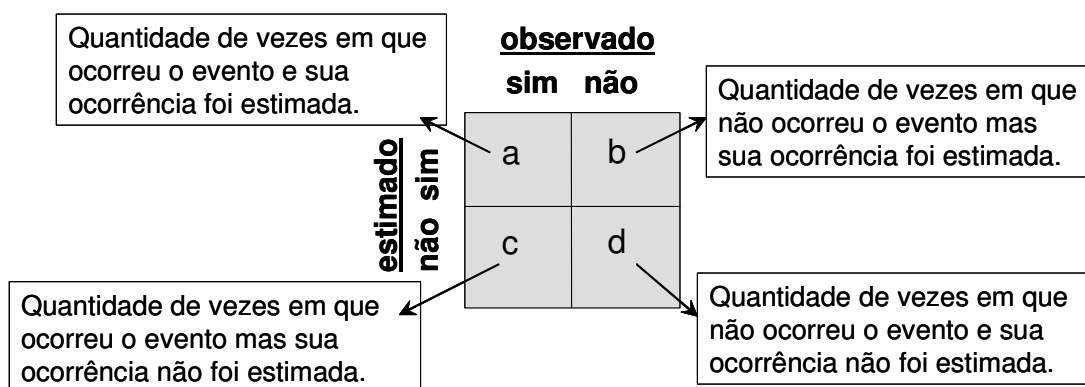 Quantidade de vezes em que
ocorreu o evento e sua
ocorrência foi estimada.
observado
sim não
Quantidade de vezes em que
não ocorreu o evento mas
sua ocorrência foi estimada.
estimado
não sim
a b
c d
Quantidade de vezes em que
ocorreu o evento mas sua
ocorrência não foi estimada.
Quantidade de vezes em que
não ocorreu o evento e sua
ocorrência não foi estimada.